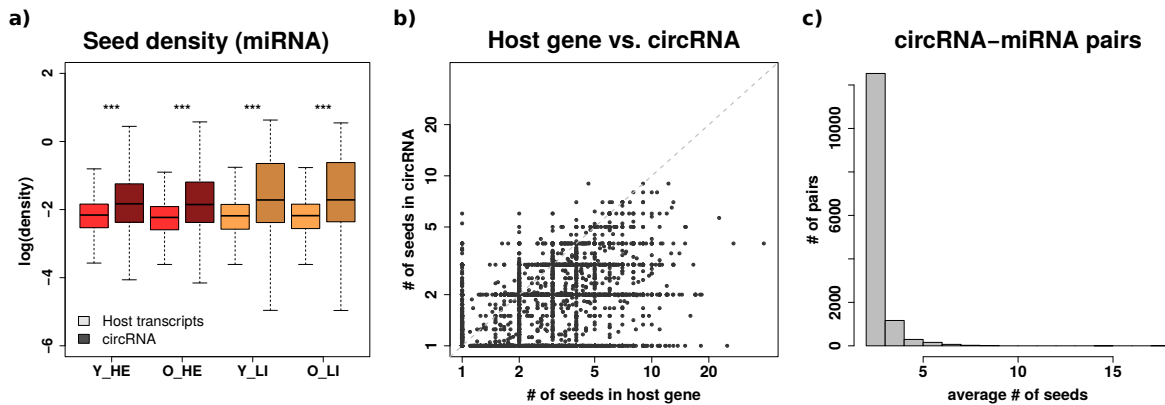 a)
Seed density (miRNA)
log(density)
2
0
−2
−4
−6
*** *** *** ***
Host transcripts
circRNA
Y_HE O_HE Y_LI O_LI
b)
Host gene vs. circRNA
# of seeds in circRNA
20
10
5
2
1
1 2 5 10 20
# of seeds in host gene
c)
circRNA−miRNA pairs
# of pairs
10000
6000
2000
0
5 10 15
average # of seeds